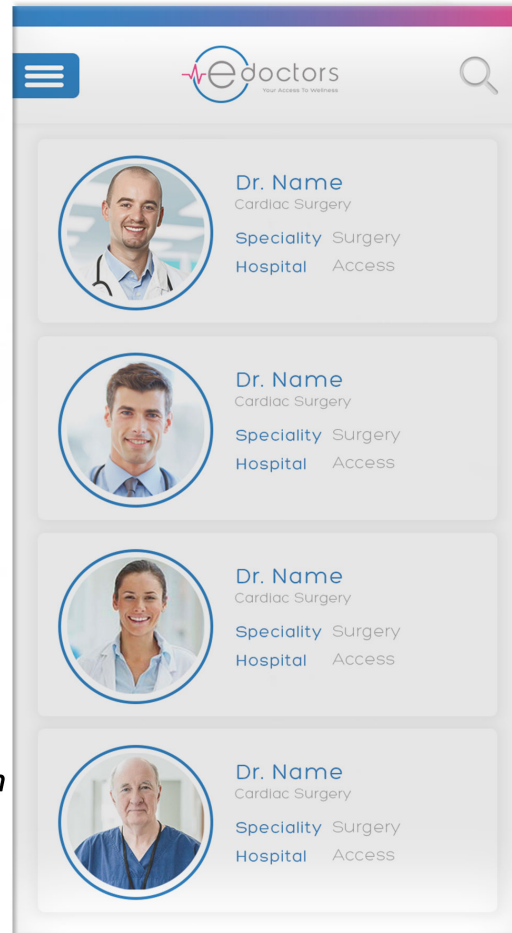 edoctors
Your Access To Wellness
Dr. Name
Cardiac Surgery
Speciality Surgery
Hospital Access
Dr. Name
Cardiac Surgery
Speciality Surgery
Hospital Access
Dr. Name
Cardiac Surgery
Speciality Surgery
Hospital Access
n
Dr. Name
Cardiac Surgery
Speciality Surgery
Hospital Access